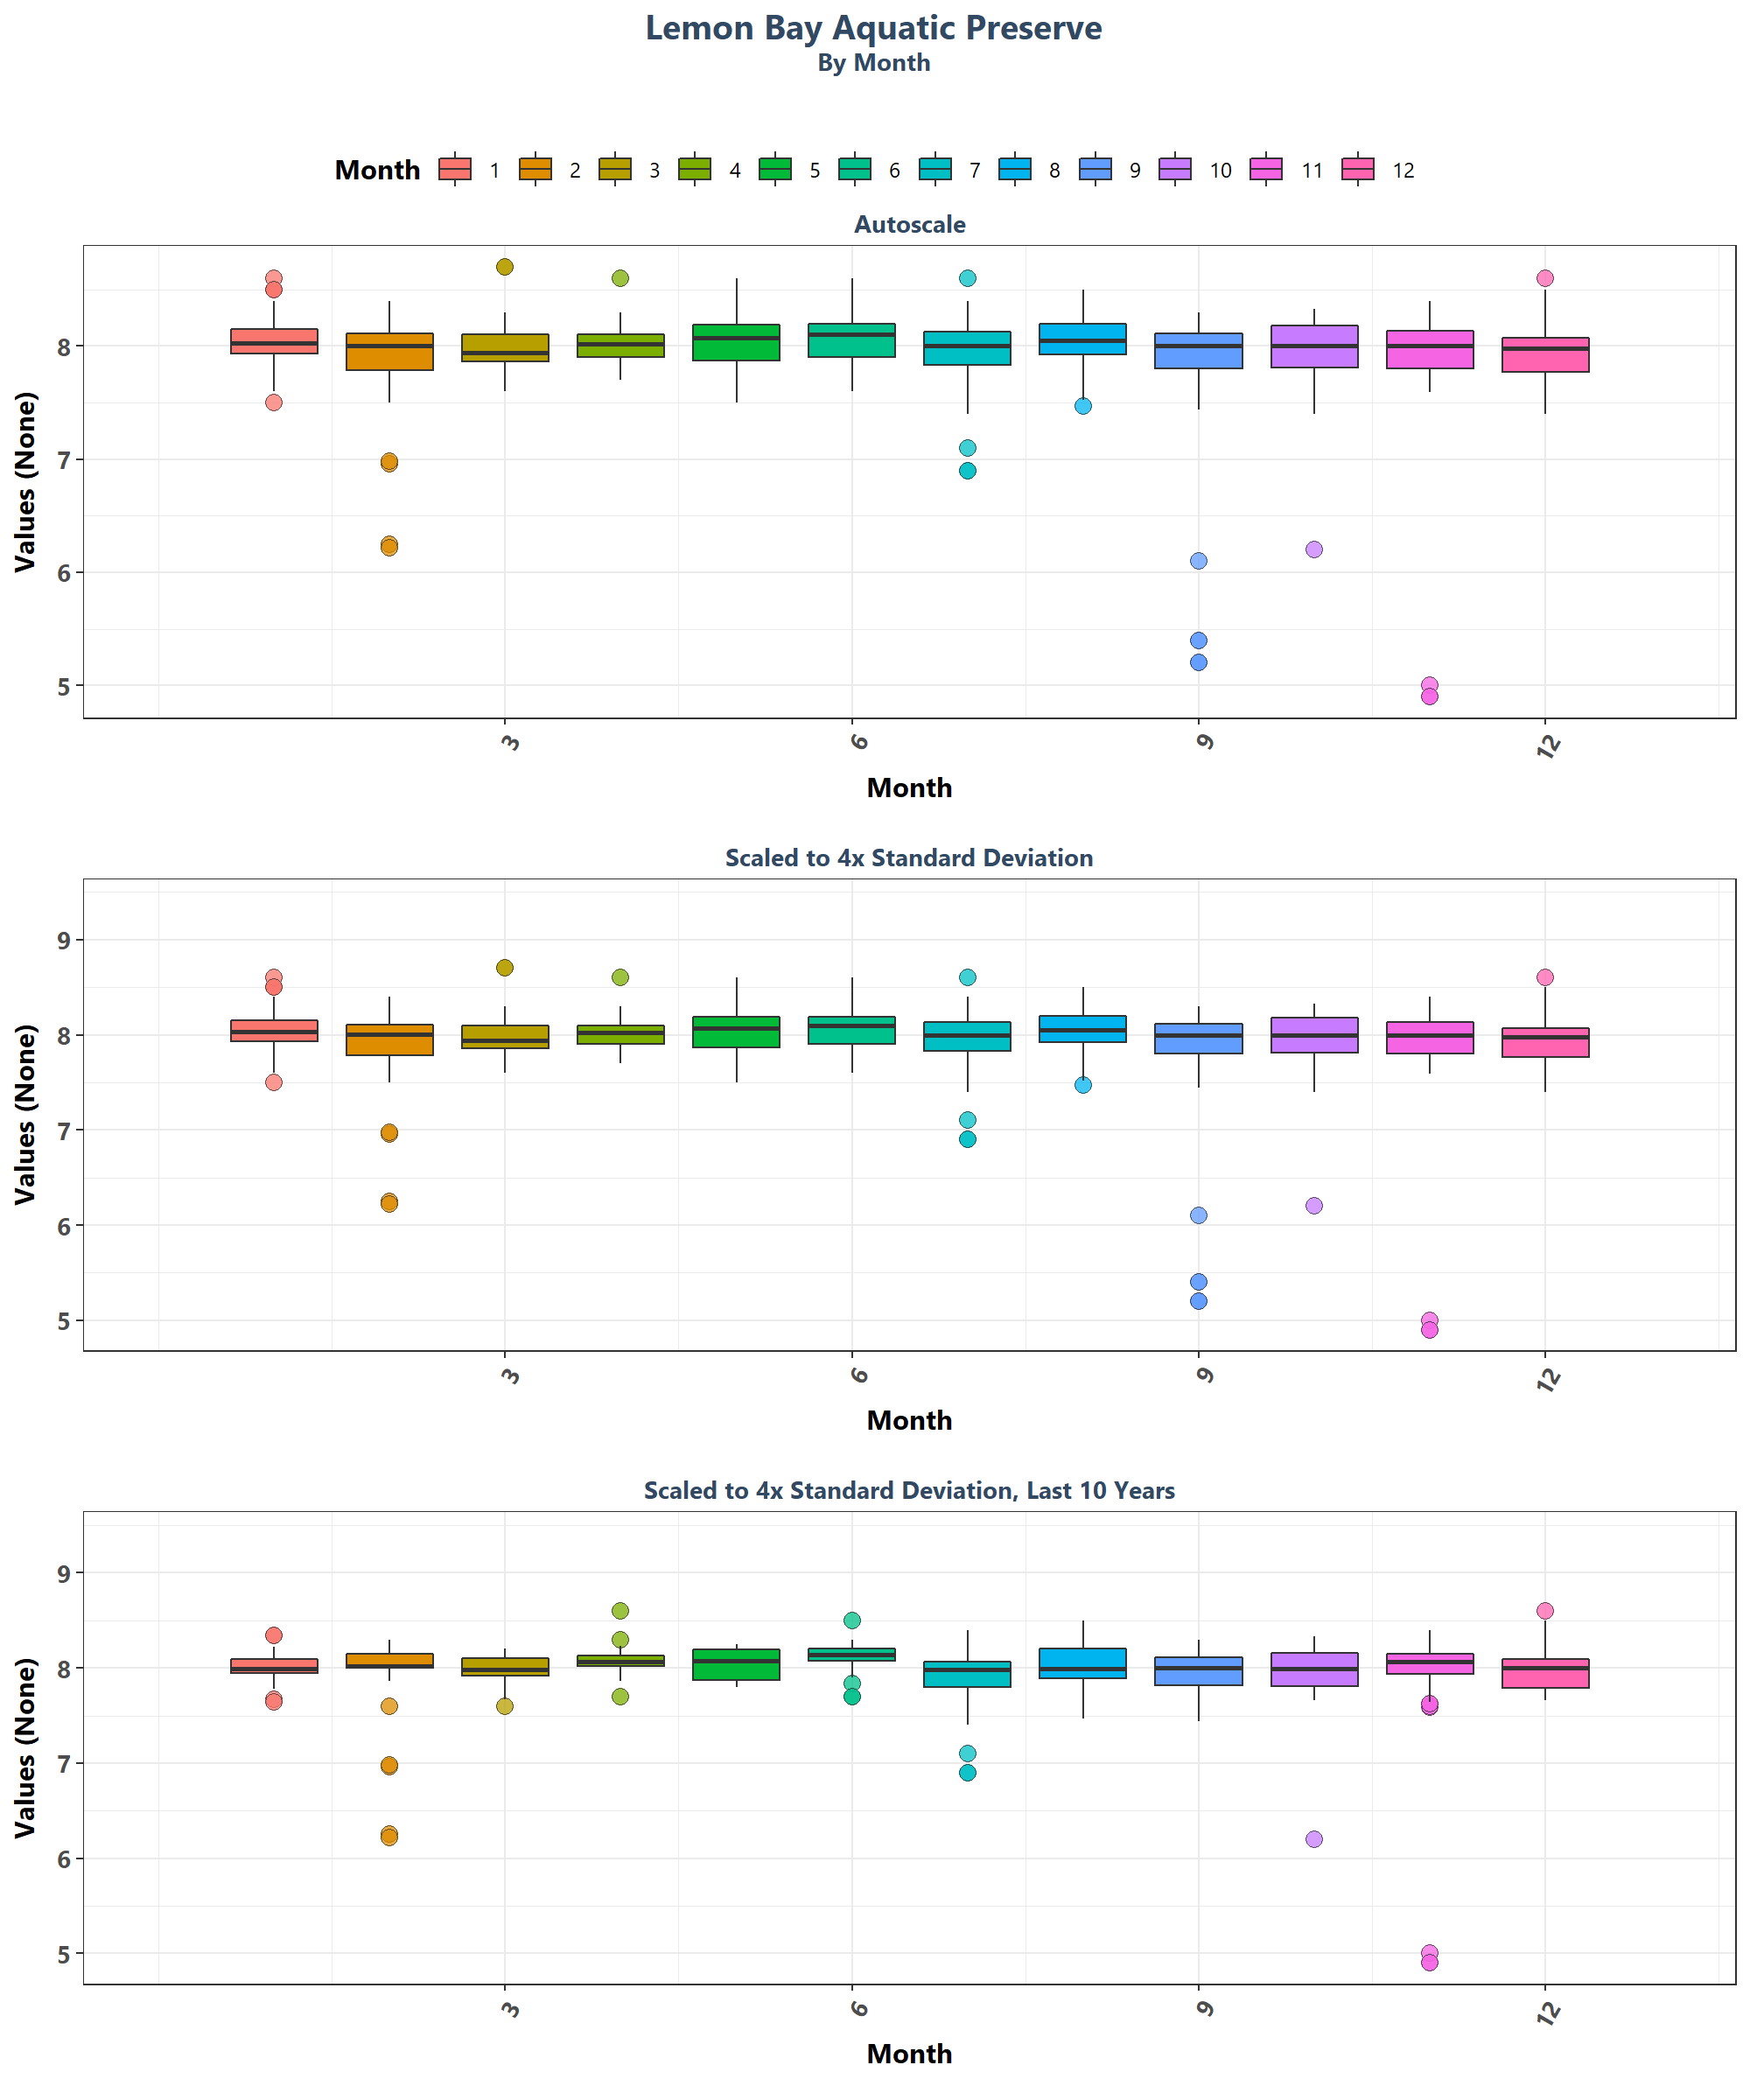 Lemon Bay Aquatic Preserve
By Month
Month 1 2 3 4 5 6 7 8 9 10 11 12
Autoscale
Values (None)
8
7
6
5
3 6 9 12
Month
Scaled to 4x Standard Deviation
Values (None)
9
8
7
6
5
3 6 9 12
Month
Scaled to 4x Standard Deviation, Last 10 Years
Values (None)
9
8
7
6
5
3 6 9 12
Month